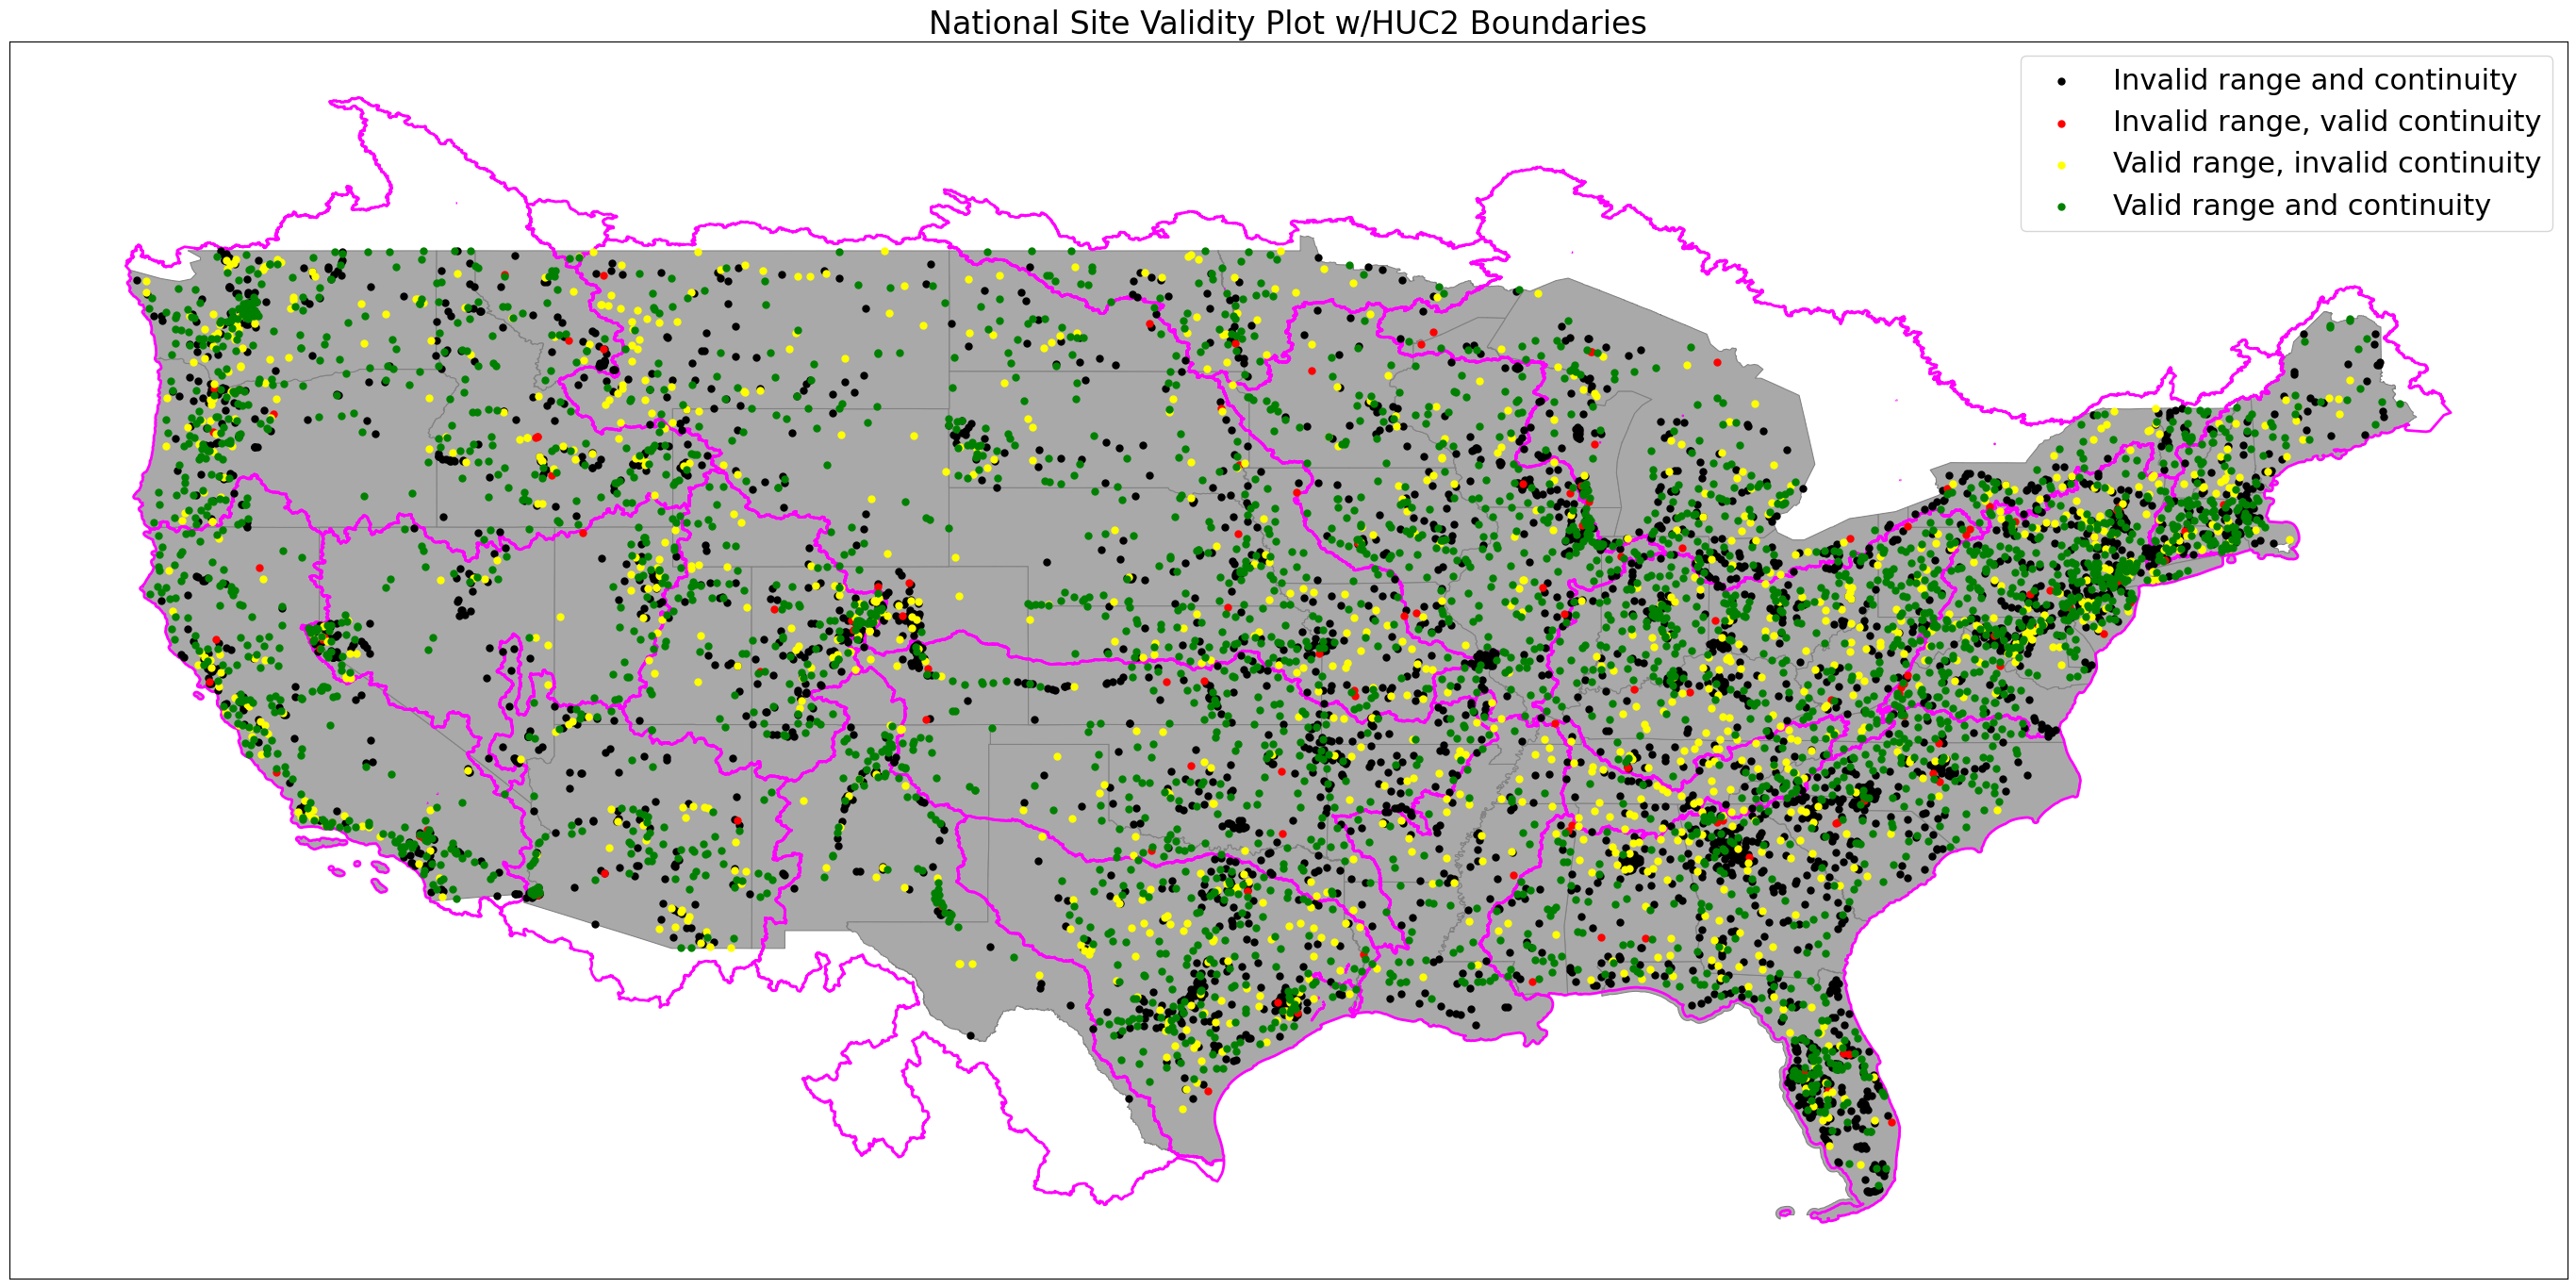 National Site Validity Plot w/HUC2 Boundaries
Invalid range and continuity
Invalid range, valid continuity
Valid range, invalid continuity
Valid range and continuity